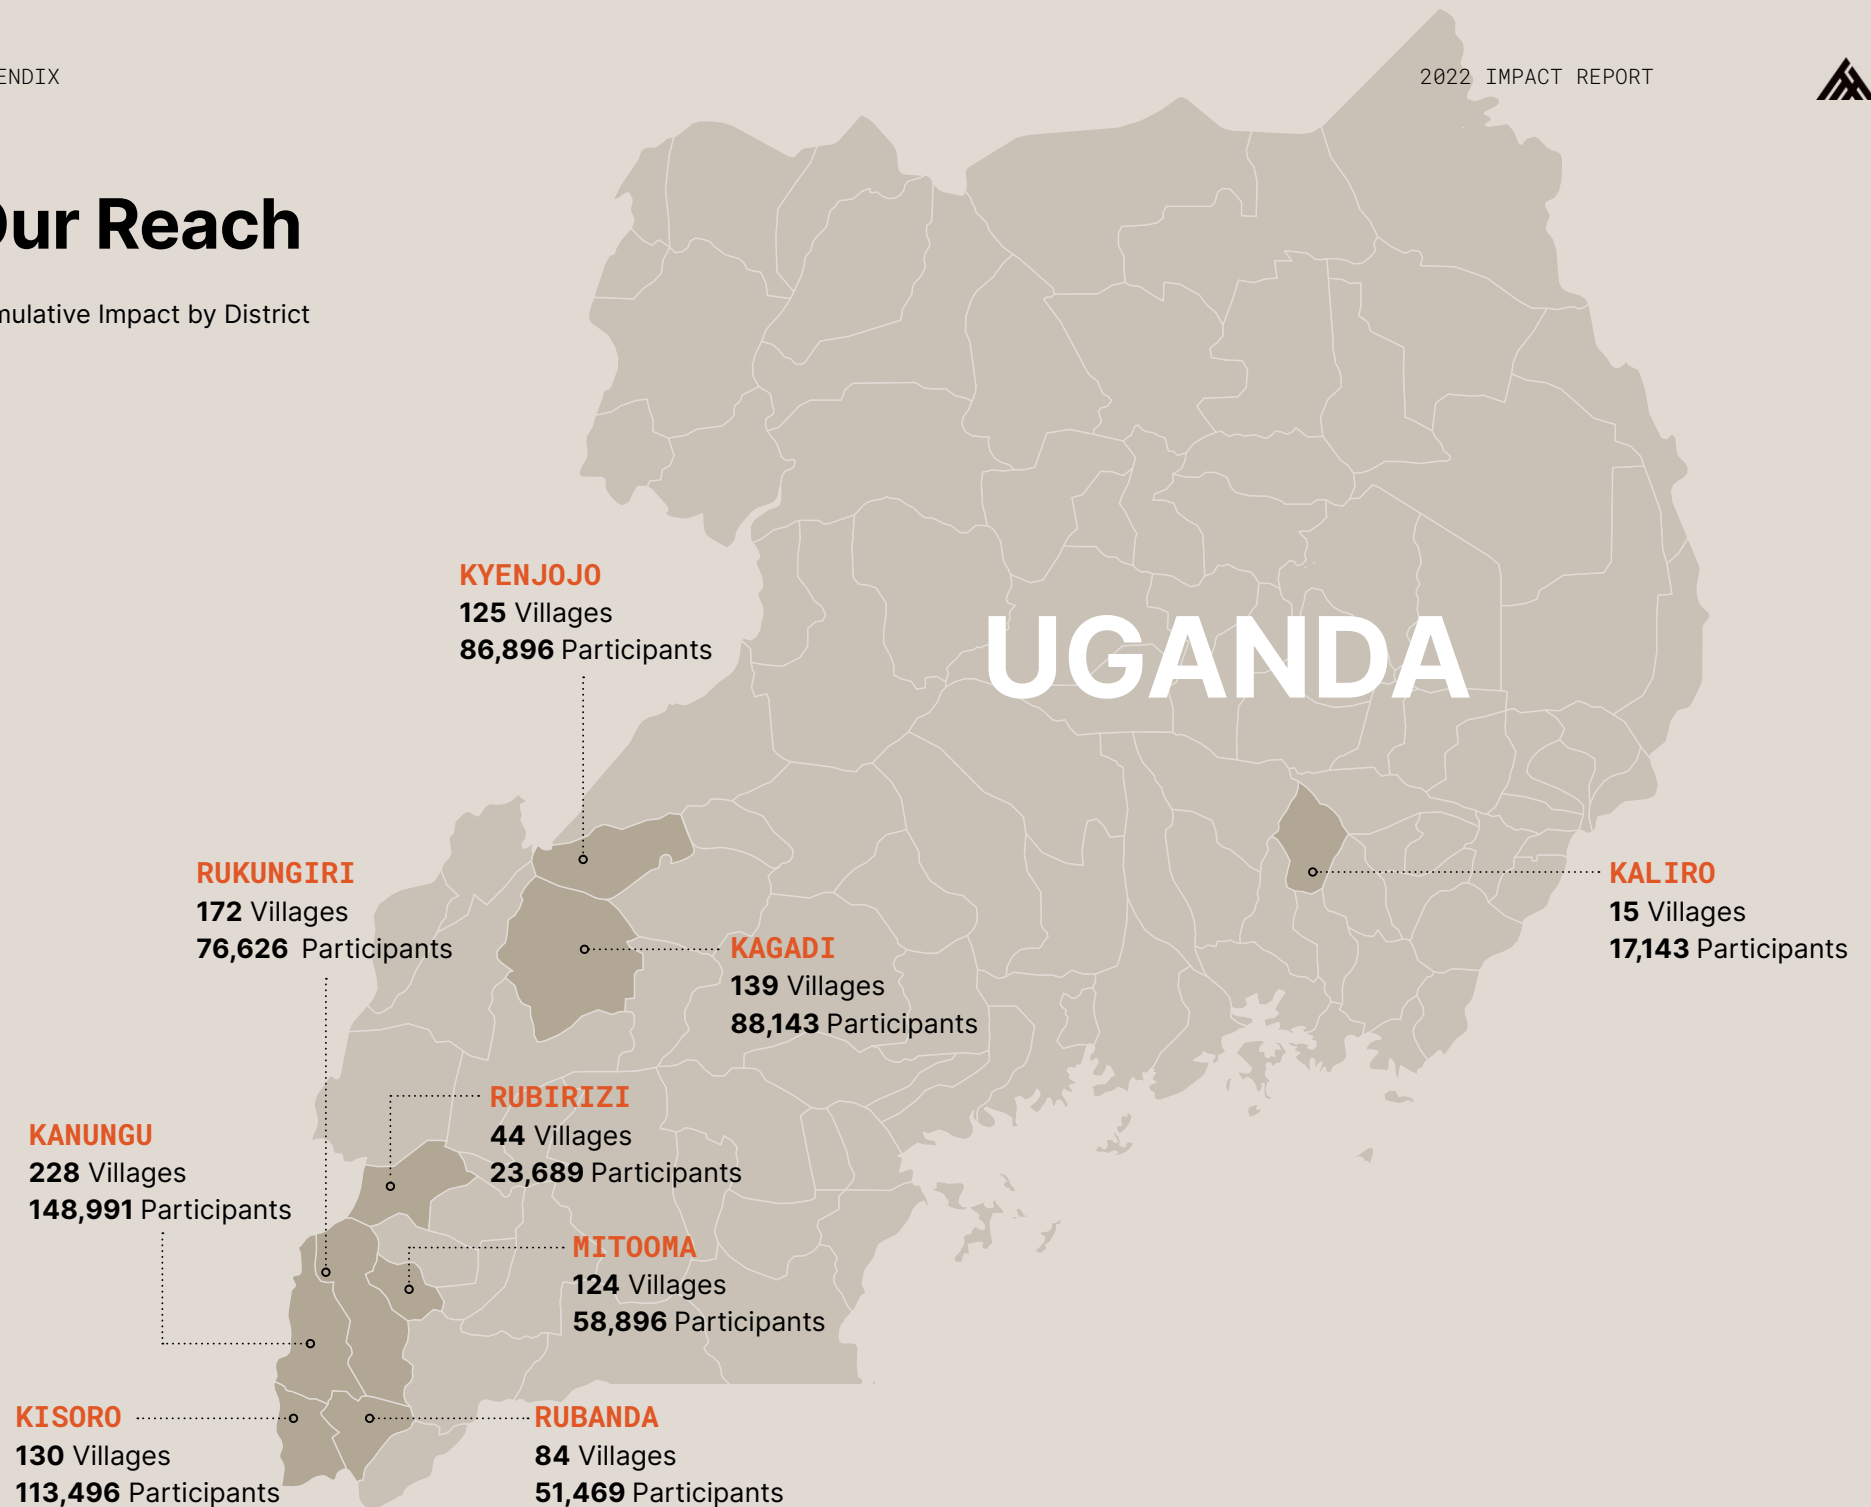 ENDIX
2022 IMPACT REPORT
Our Reach
mulative Impact by District
KYENJOJO
125 Villages
86,896 Participants
UGANDA
RUKUNGIRI
172 Villages
76,626 Participants
KALIRO
15 Villages
17,143 Participants
KAGADI
139 Villages
88,143 Participants
RUBIRIZI
44 Villages
23,689 Participants
KANUNGU
228 Villages
148,991 Participants
MITOOMA
124 Villages
58,896 Participants
KISORO
130 Villages
113,496 Participants
RUBANDA
84 Villages
51,469 Participants